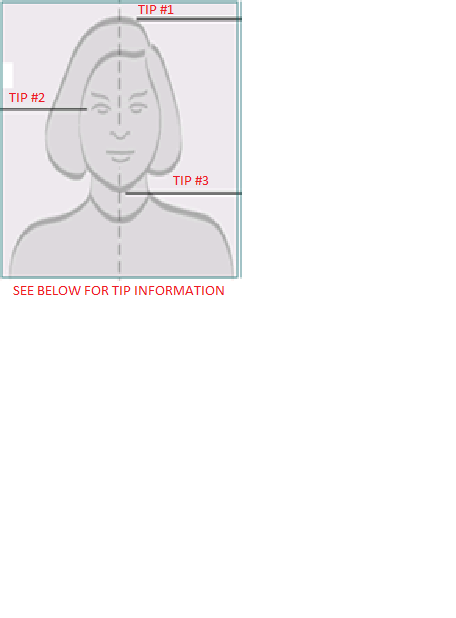 TIP #1
TIP #2
TIP #3
SEE BELOW FOR TIP INFORMATION